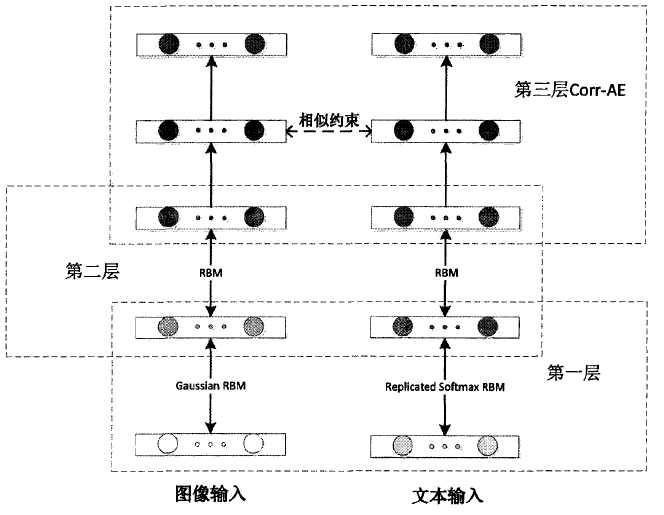 第三层Corr-AE
相似约束
第二层
RBM
RBM
第一层
Gaussian RBM
Replicated Softmax RBM
图像输入
文本输入